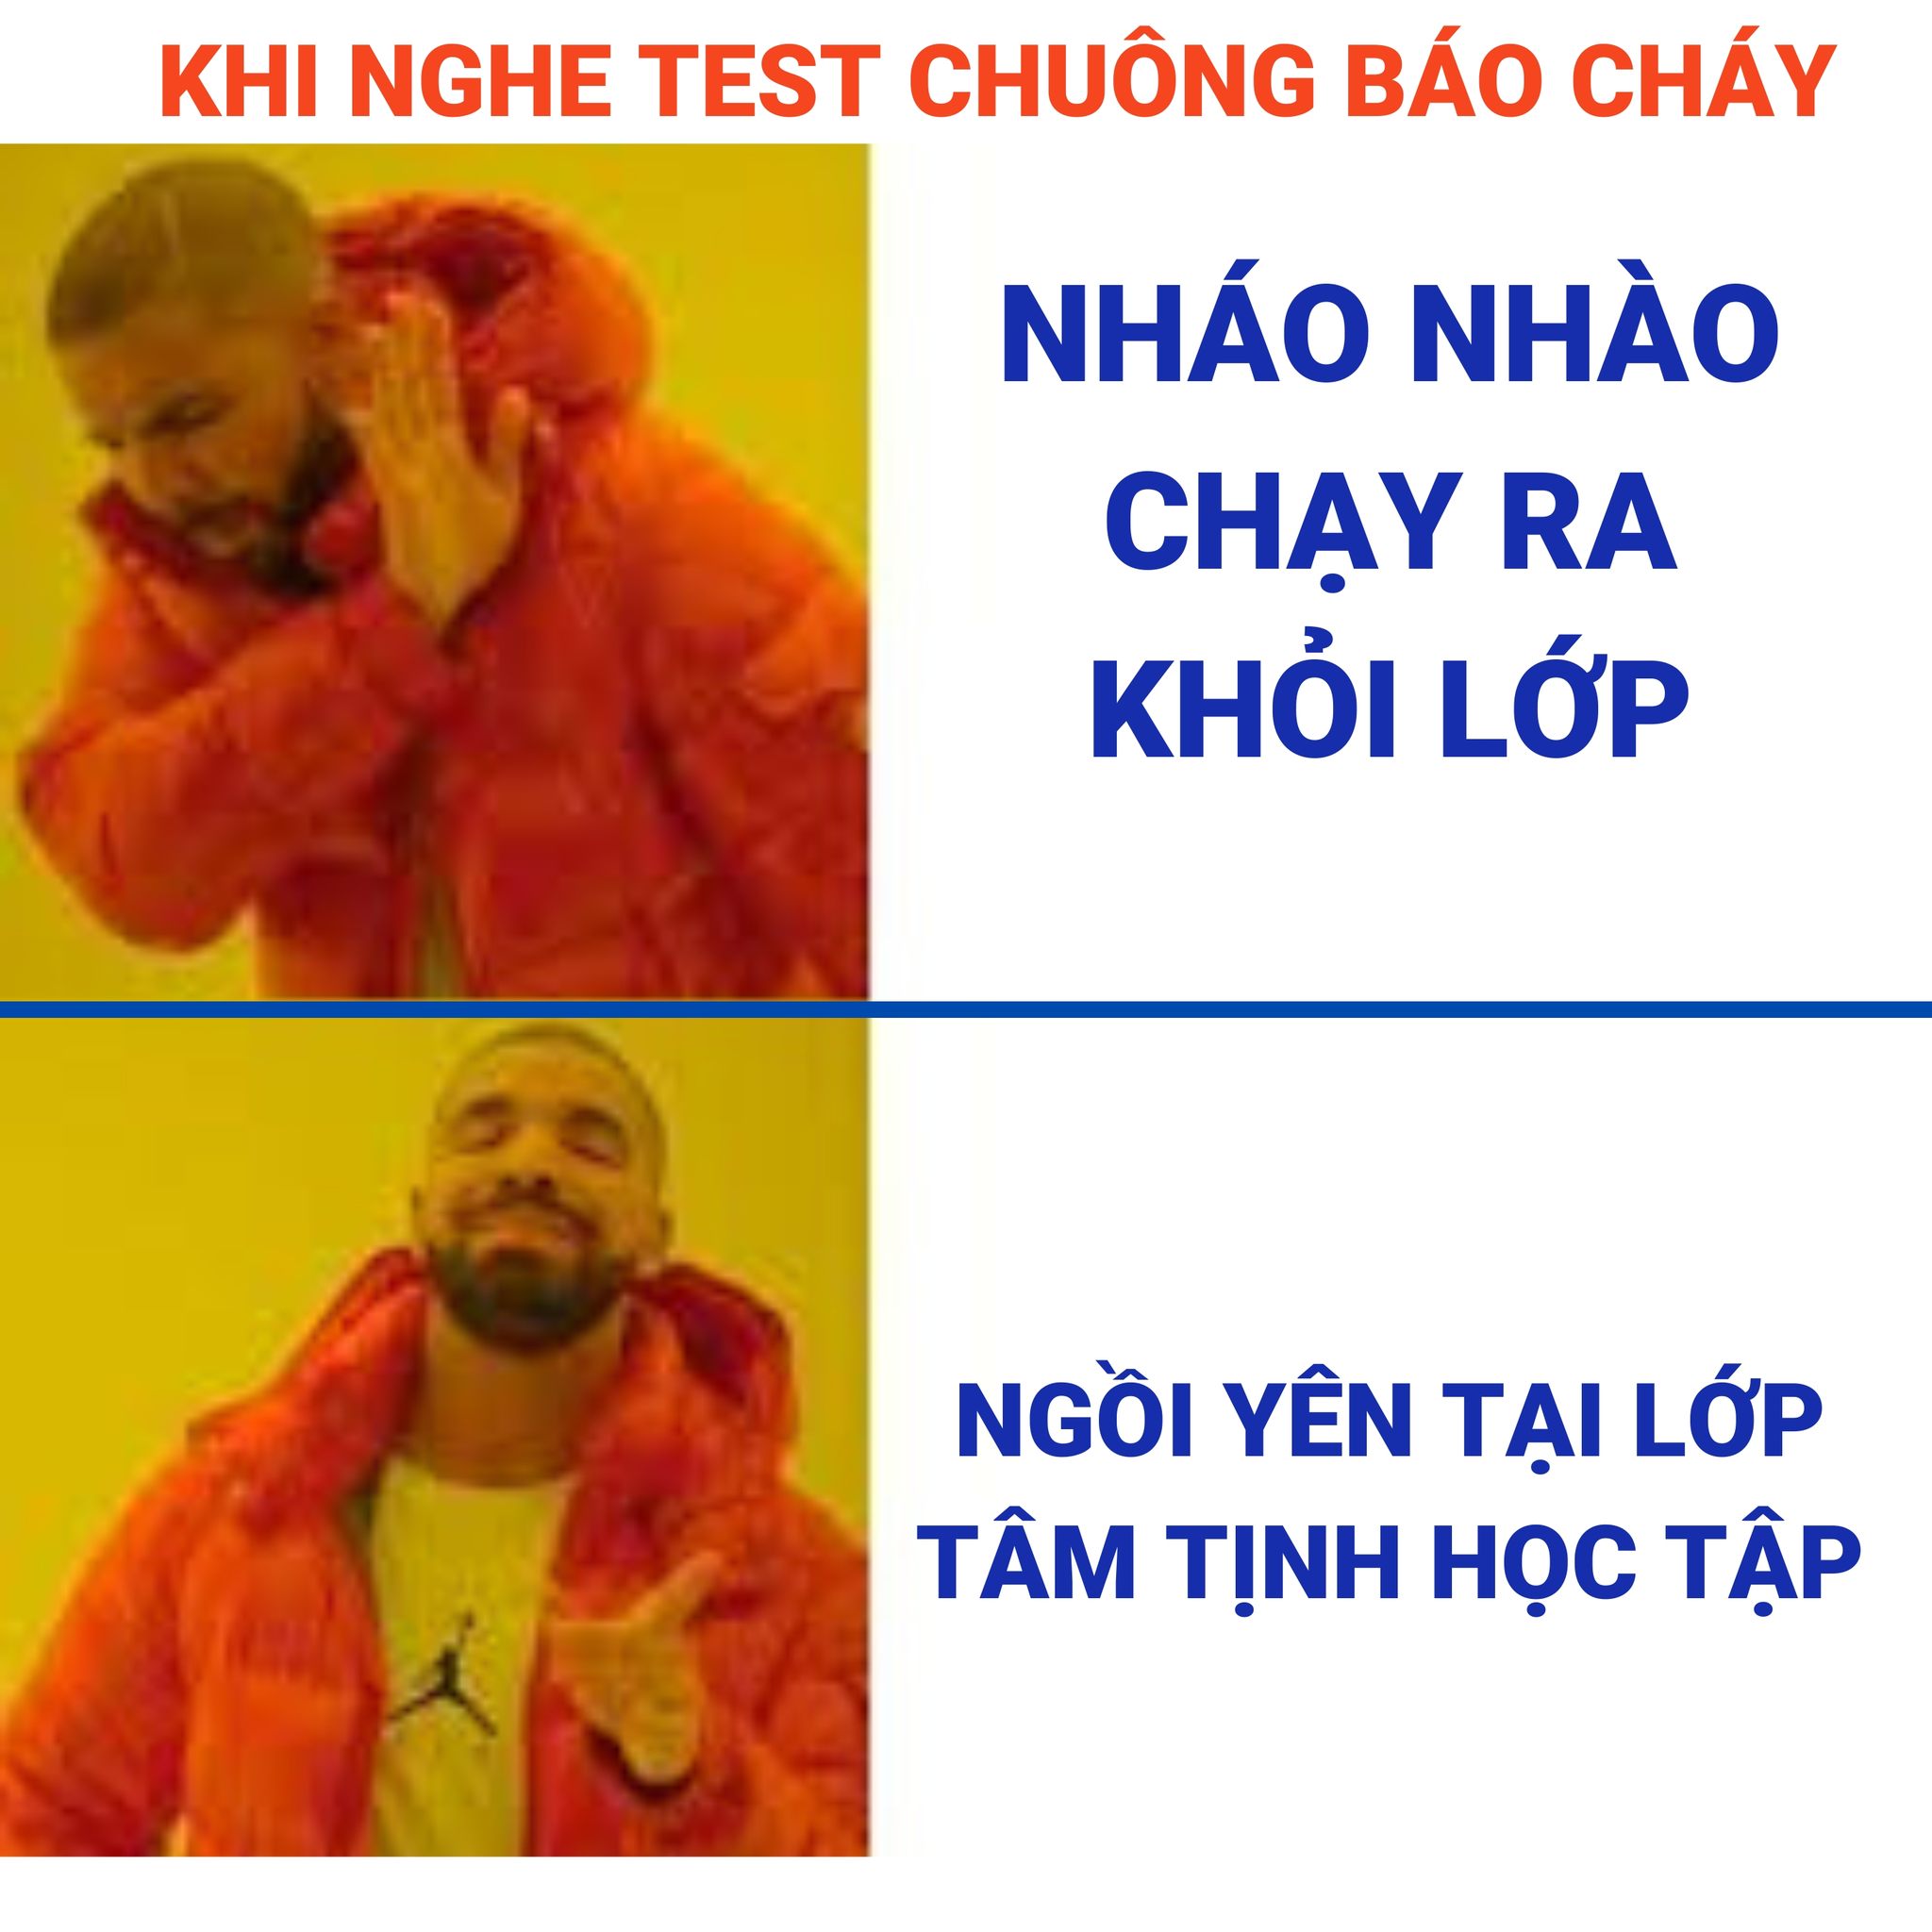 KHI NGHE TEST CHUÔNG BÁO CHÁY
NHÁO NHÀO
CHẠY RA
KHỎI LỚP
NGỒI YÊN TẠI LỚP
TÂM TỊNH HỌC TẬP